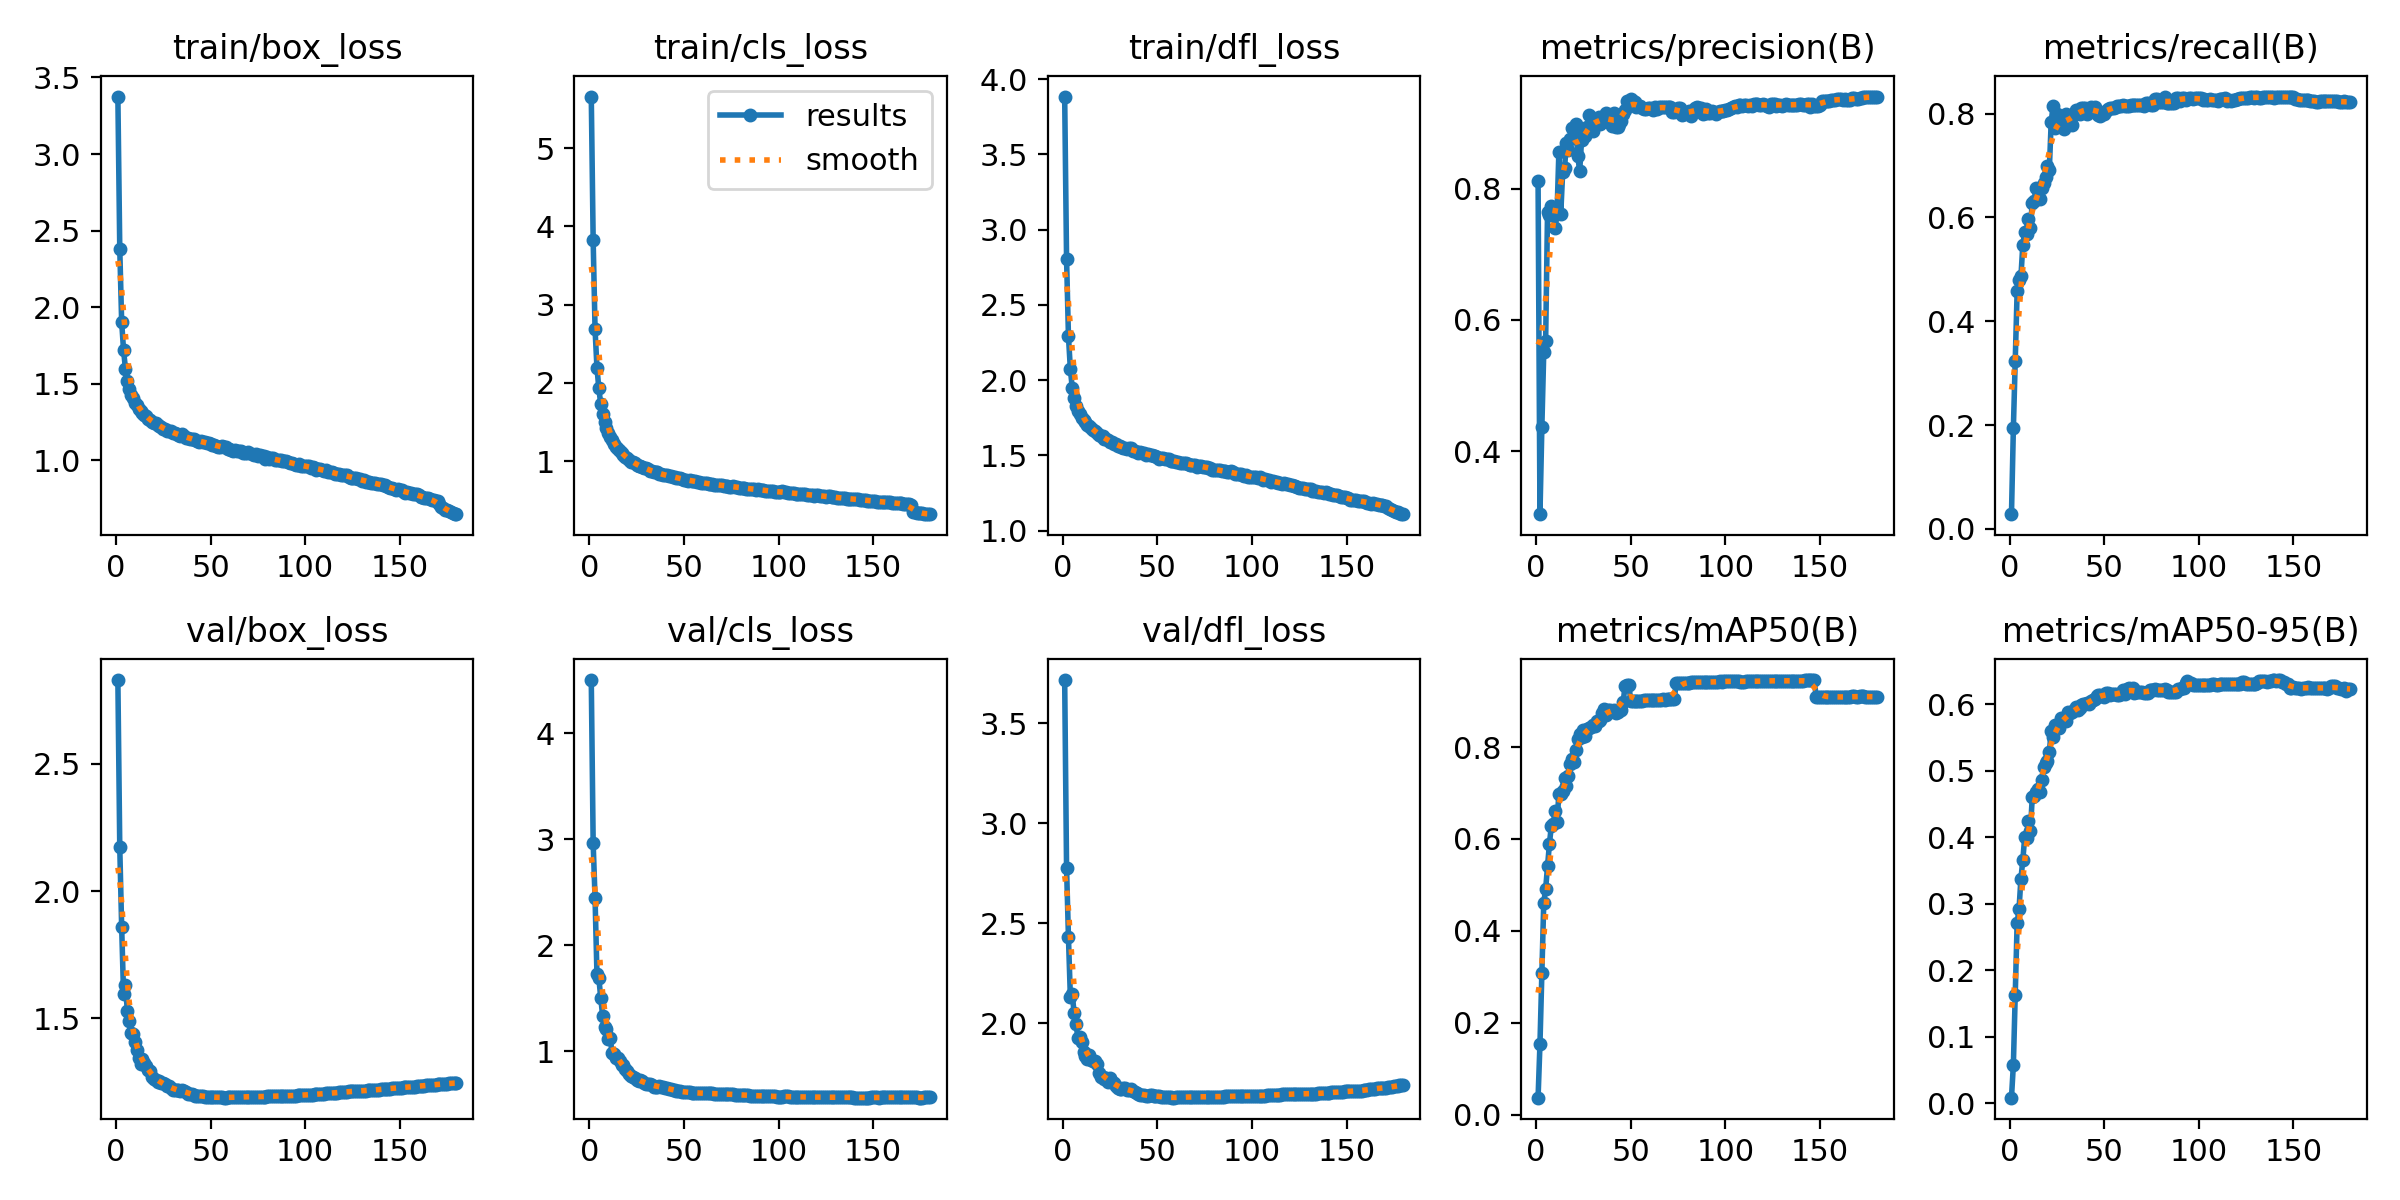 train/box_loss
3.5
3.0
2.5
2.0
1.5
1.0
0 50 100 150
train/cls_loss
results
smooth
5
4
3
2
1
0 50 100 150
train/dfl_loss
4.0
3.5
3.0
2.5
2.0
1.5
1.0
0 50 100 150
metrics/precision(B)
0.8
0.6
0.4
0 50 100 150
metrics/recall(B)
0.8
0.6
0.4
0.2
0.0
0 50 100 150
val/box_loss
2.5
2.0
1.5
0 50 100 150
val/cls_loss
4
3
2
1
0 50 100 150
val/dfl_loss
3.5
3.0
2.5
2.0
0 50 100 150
metrics/mAP50(B)
0.8
0.6
0.4
0.2
0.0
0 50 100 150
metrics/mAP50-95(B)
0.6
0.5
0.4
0.3
0.2
0.1
0.0
0 50 100 150